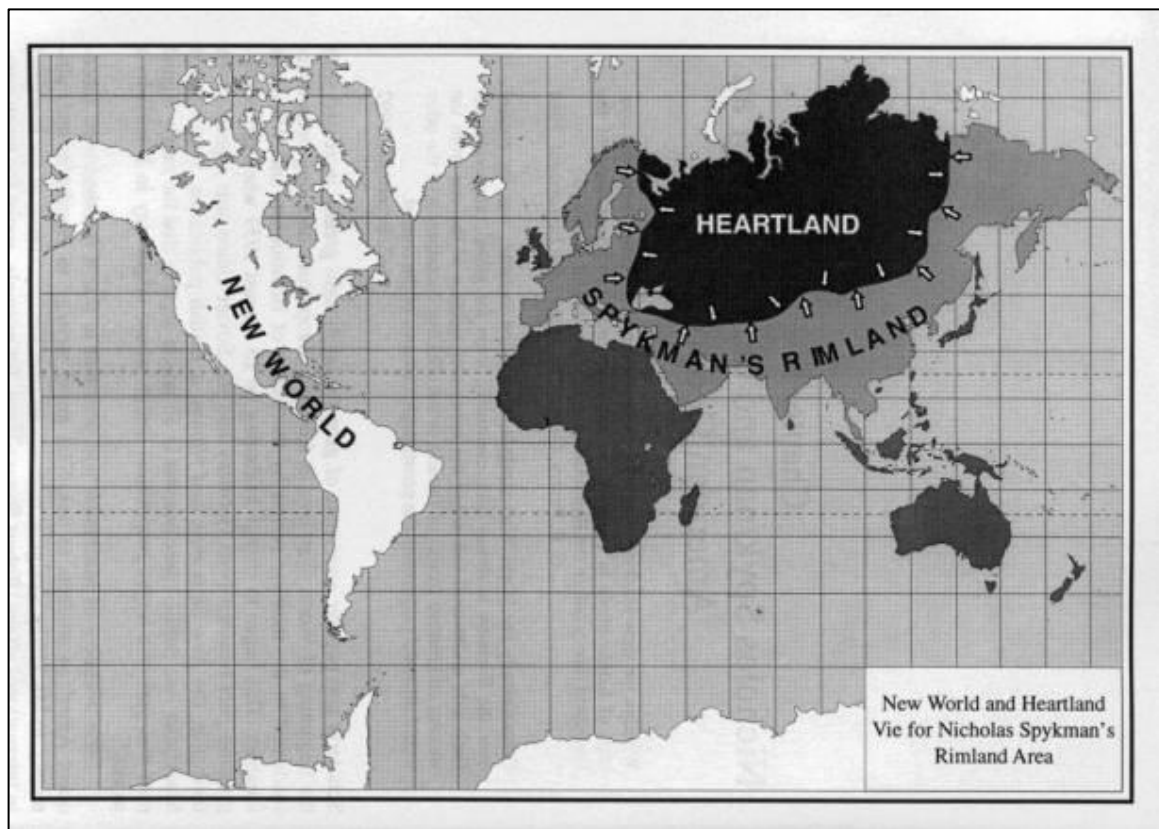 NEW WORLD
HEARTLAND
SPYKMAN'S RIMLAND
New World and Heartland
Vie for Nicholas Spykman's
Rimland Area